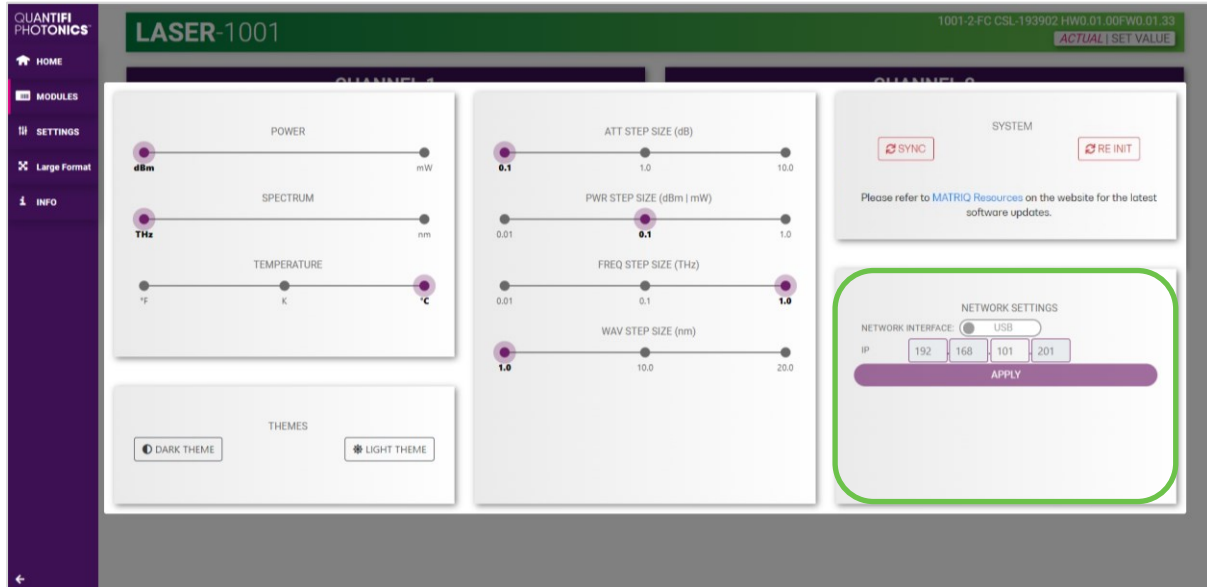 QUANTIFI
PHOTONICS
HOME
MODULES
SETTINGS
Large Format
INFO
LASER-1001
1001-2-FC CSL-193902 HW0.01.00FW0.01.33
ACTUAL | SET VALUE
CHANNEL 1
CHANNEL 2
POWER
dBm mW
SPECTRUM
THz nm
TEMPERATURE
°F K °C
THEMES
DARK THEME LIGHT THEME
ATT STEP SIZE (dB)
0.1 1.0 10.0
PWR STEP SIZE (dBm | mW)
0.01 0.1 1.0
FREQ STEP SIZE (THz)
0.01 0.1 1.0
WAV STEP SIZE (nm)
1.0 10.0 20.0
SYSTEM
SYNC RE INIT
Please refer to MATRIQ Resources on the website for the latest
software updates.
NETWORK SETTINGS
NETWORK INTERFACE: USB
IP 192 . 168 . 101 . 201
APPLY